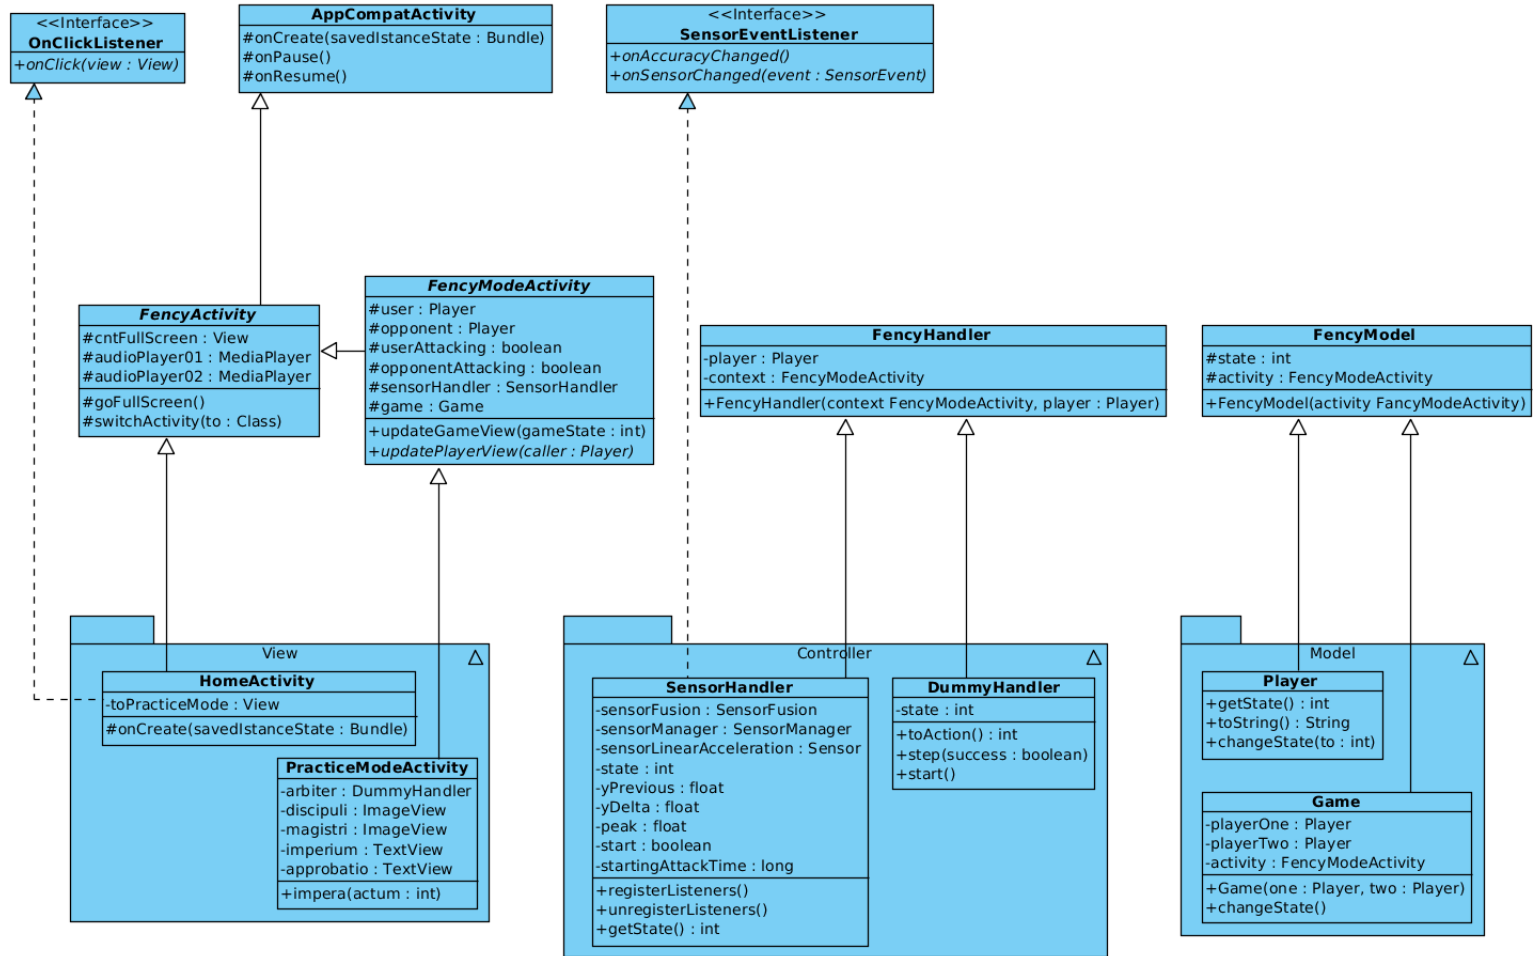 <<Interface>>
OnClickListener
+onClick(view : View)
AppCompatActivity
#onCreate(savedIstanceState : Bundle)
#onPause()
#onResume()
<<Interface>>
SensorEventListener
+onAccuracyChanged()
+onSensorChanged(event : SensorEvent)
FencyActivity
#cntFullScreen : View
#audioPlayer01 : MediaPlayer
#audioPlayer02 : MediaPlayer
#goFullScreen()
#switchActivity(to : Class)
FencyModeActivity
#user : Player
#opponent : Player
#userAttacking : boolean
#opponentAttacking : boolean
#sensorHandler : SensorHandler
#game : Game
+updateGameView(gameState : int)
+updatePlayerView(caller : Player)
FencyHandler
-player : Player
-context : FencyModeActivity
+FencyHandler(context FencyModeActivity, player : Player)
FencyModel
#state : int
#activity : FencyModeActivity
+FencyModel(activity FancyModeActivity)
View
HomeActivity
-toPracticeMode : View
#onCreate(savedIstanceState : Bundle)
PracticeModeActivity
-arbiter : DummyHandler
-discipuli : ImageView
-magistri : ImageView
-imperium : TextView
-approbatio : TextView
+impera(actum : int)
Controller
SensorHandler
-sensorFusion : SensorFusion
-sensorManager : SensorManager
-sensorLinearAcceleration : Sensor
-state : int
-yPrevious : float
-yDelta : float
-peak : float
-start : boolean
-startingAttackTime : long
+registerListeners()
+unregisterListeners()
+getState() : int
DummyHandler
-state : int
+toAction() : int
+step(success : boolean)
+start()
Model
Player
+getState() : int
+toString() : String
+changeState(to : int)
Game
-playerOne : Player
-playerTwo : Player
-activity : FencyModeActivity
+Game(one : Player, two : Player)
+changeState()